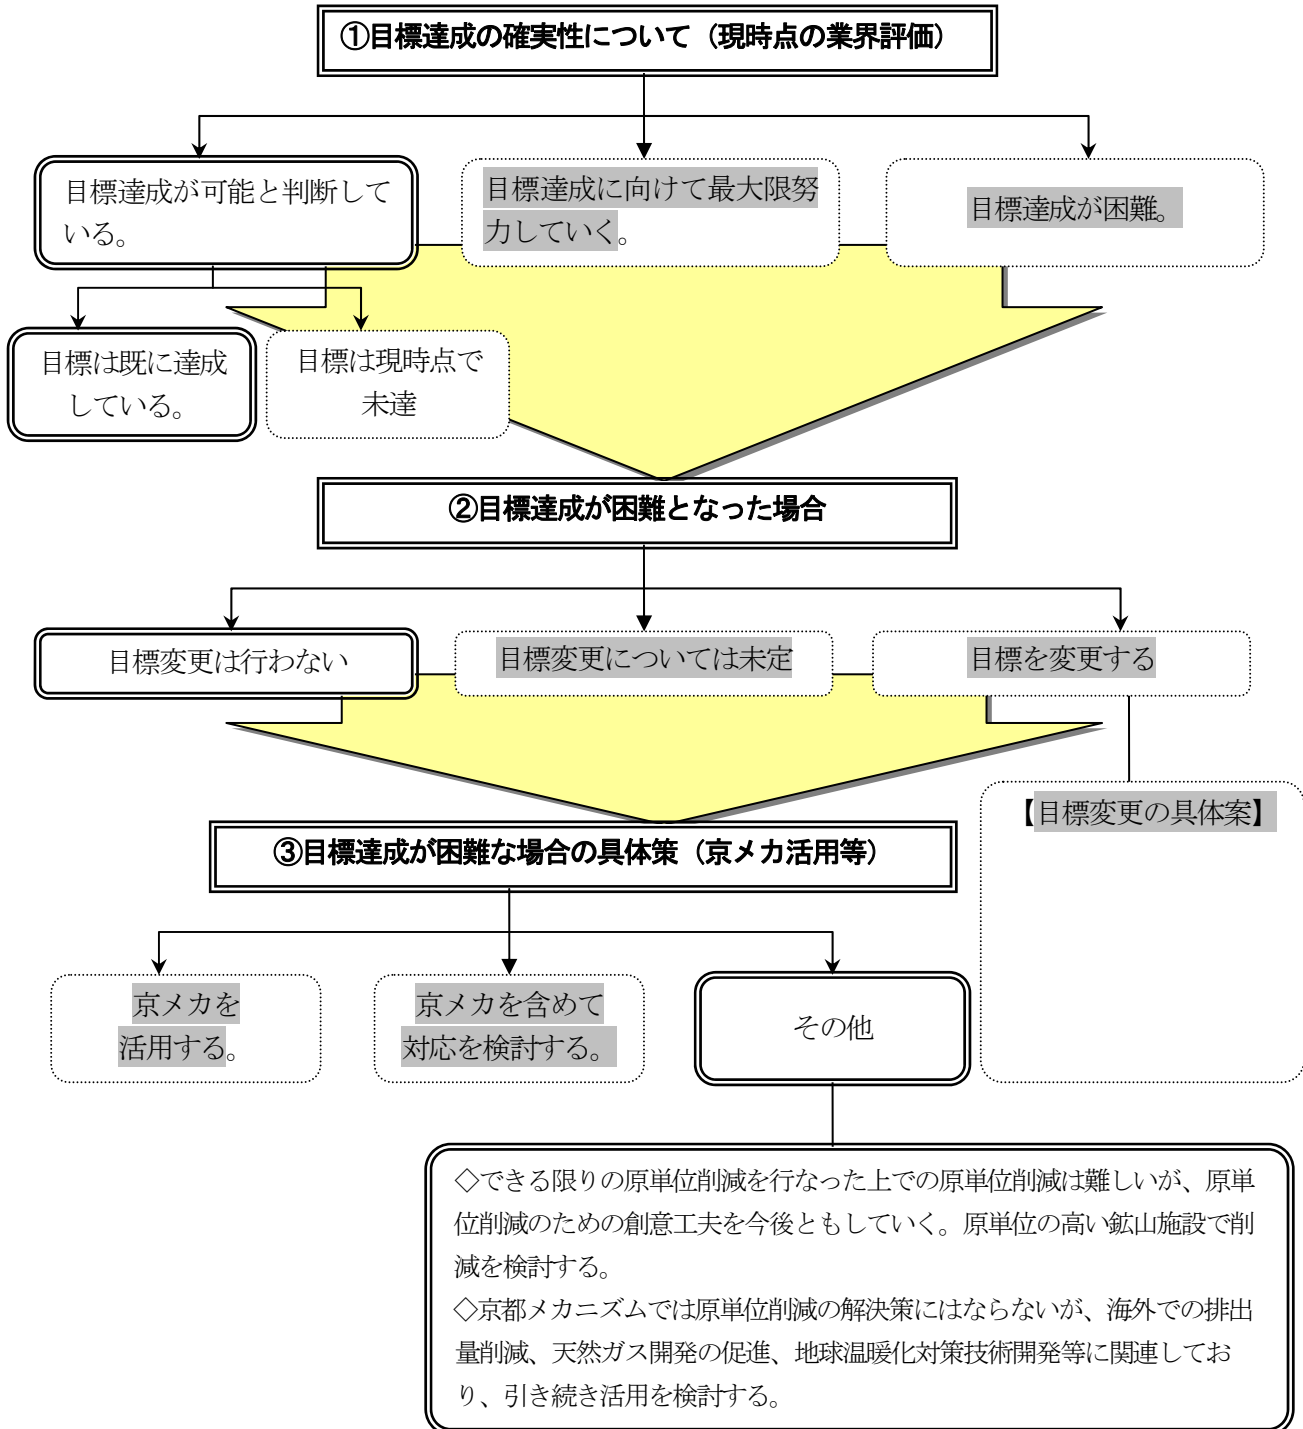 ①目標達成の確実性について（現時点の業界評価）
目標達成が可能と判断して
いる。
目標達成に向けて最大限努
力していく。
目標達成が困難。
目標は既に達成
している。
目標は現時点で
未達
②目標達成が困難となった場合
目標変更は行わない
目標変更については未定
目標を変更する
【目標変更の具体案】
③目標達成が困難な場合の具体策（京メカ活用等）
京メカを
活用する。
京メカを含めて
対応を検討する。
その他
◇できる限りの原単位削減を行なった上での原単位削減は難しいが、原単
位削減のための創意工夫を今後ともしていく。原単位の高い鉱山施設で削
減を検討する。
◇京都メカニズムでは原単位削減の解決策にはならないが、海外での排出
量削減、天然ガス開発の促進、地球温暖化対策技術開発等に関連してお
り、引き続き活用を検討する。